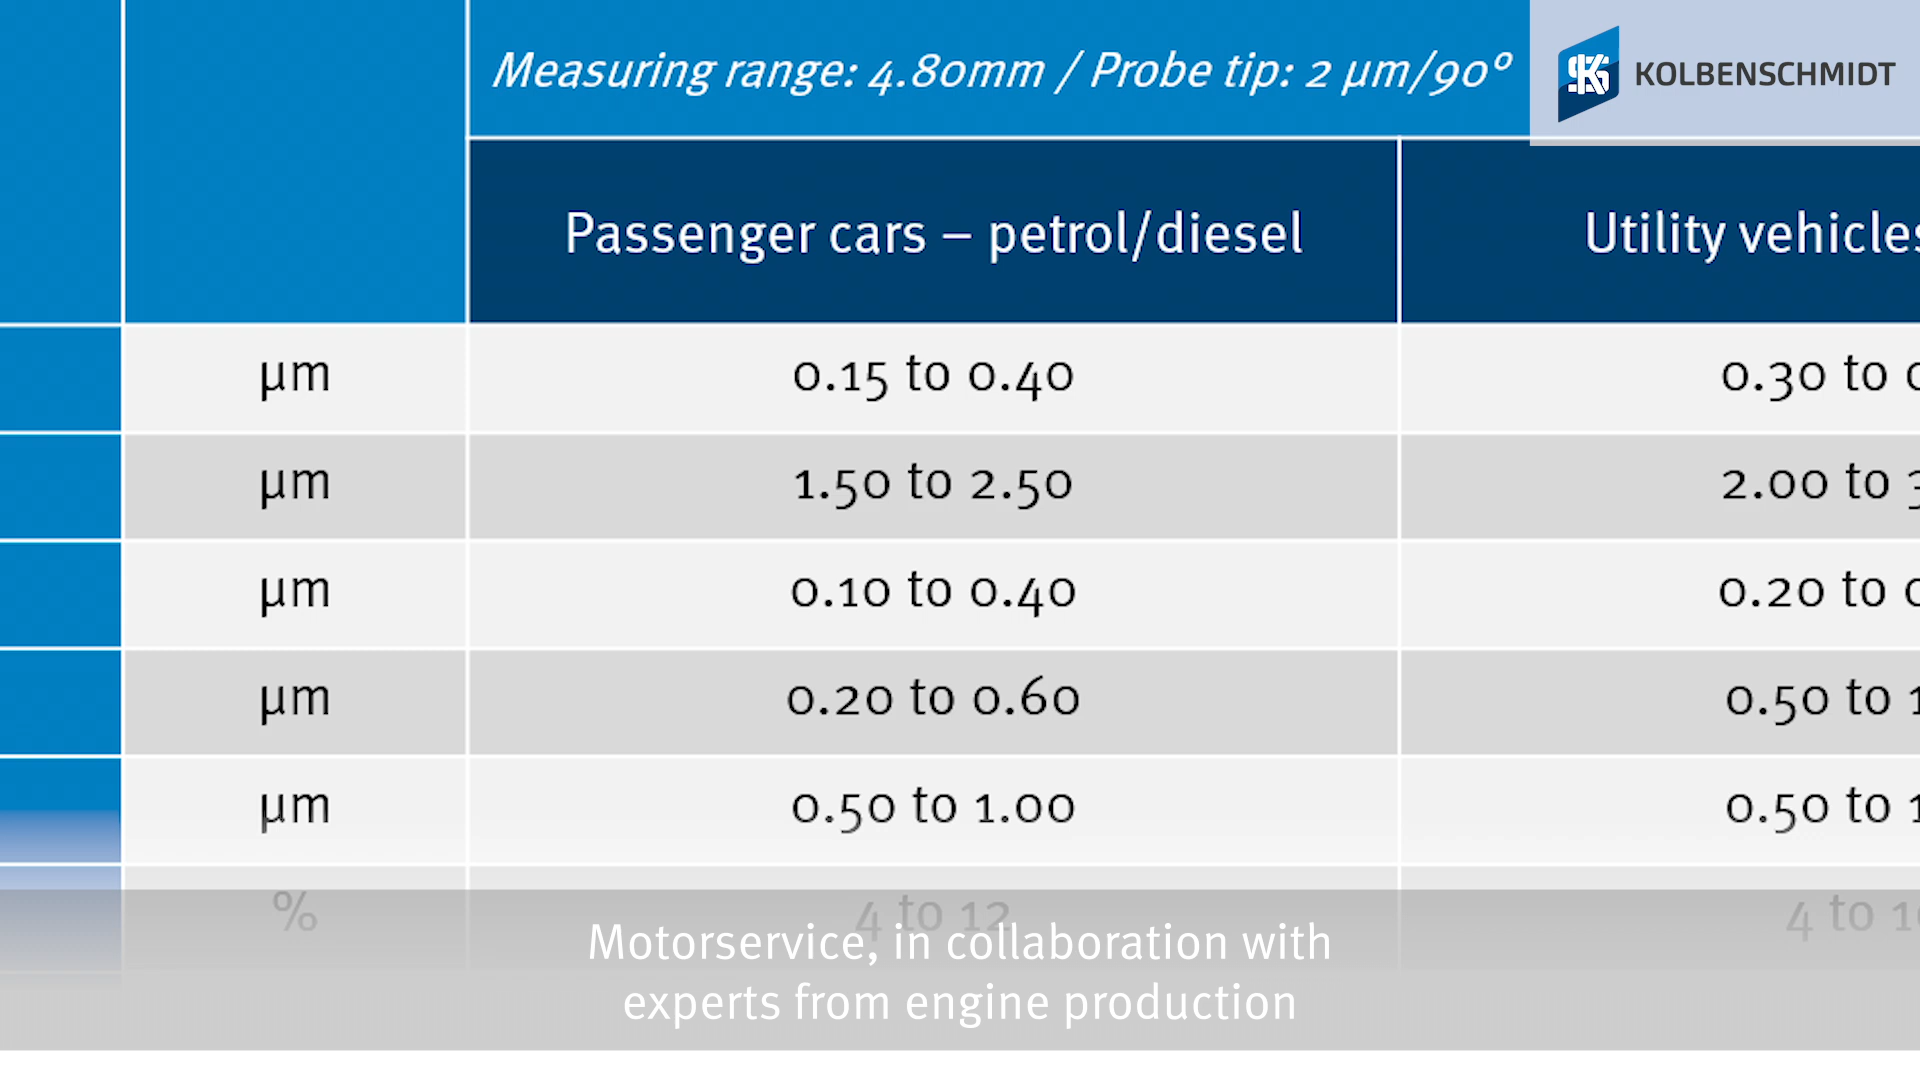 Measuring range: 4.80mm / Probe tip: 2 µm/90°
KOLBENSCHMIDT
Passenger cars – petrol/diesel
Utility vehicles
µm 0.15 to 0.40 0.30 to
µm 1.50 to 2.50 2.00 to
µm 0.10 to 0.40 0.20 to
µm 0.20 to 0.60 0.50 to
µm 0.50 to 1.00 0.50 to
% 4 to 12 4 to
Motorservice, in collaboration with
experts from engine production